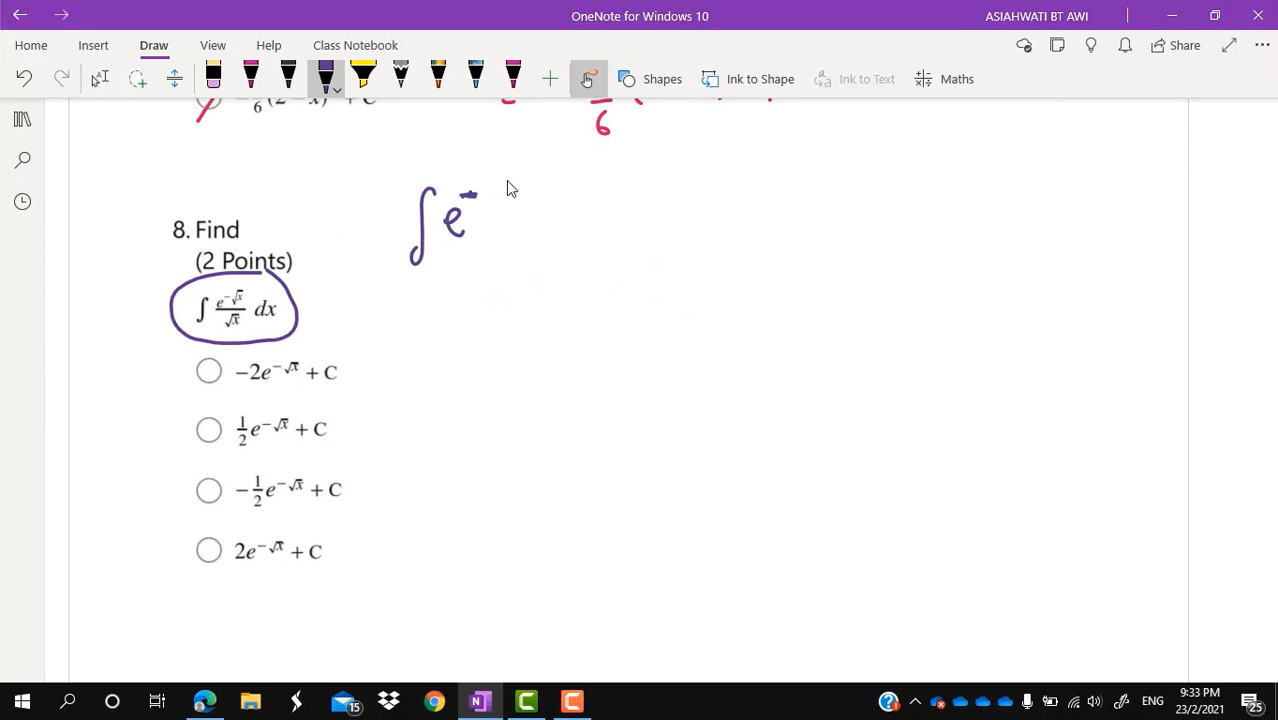 OneNote for Windows 10
ASIAHWATI BT AWI
Home Insert Draw View Help Class Notebook
Share
Shapes Ink to Shape Ink to Text Maths
6
∫ e⁻
8. Find
(2 Points)
∫ e^(−√x)/√x dx
−2e^(−√x) + C
1/2 e^(−√x) + C
−1/2 e^(−√x) + C
2e^(−√x) + C
15
ENG
9:33 PM
23/2/2021
25